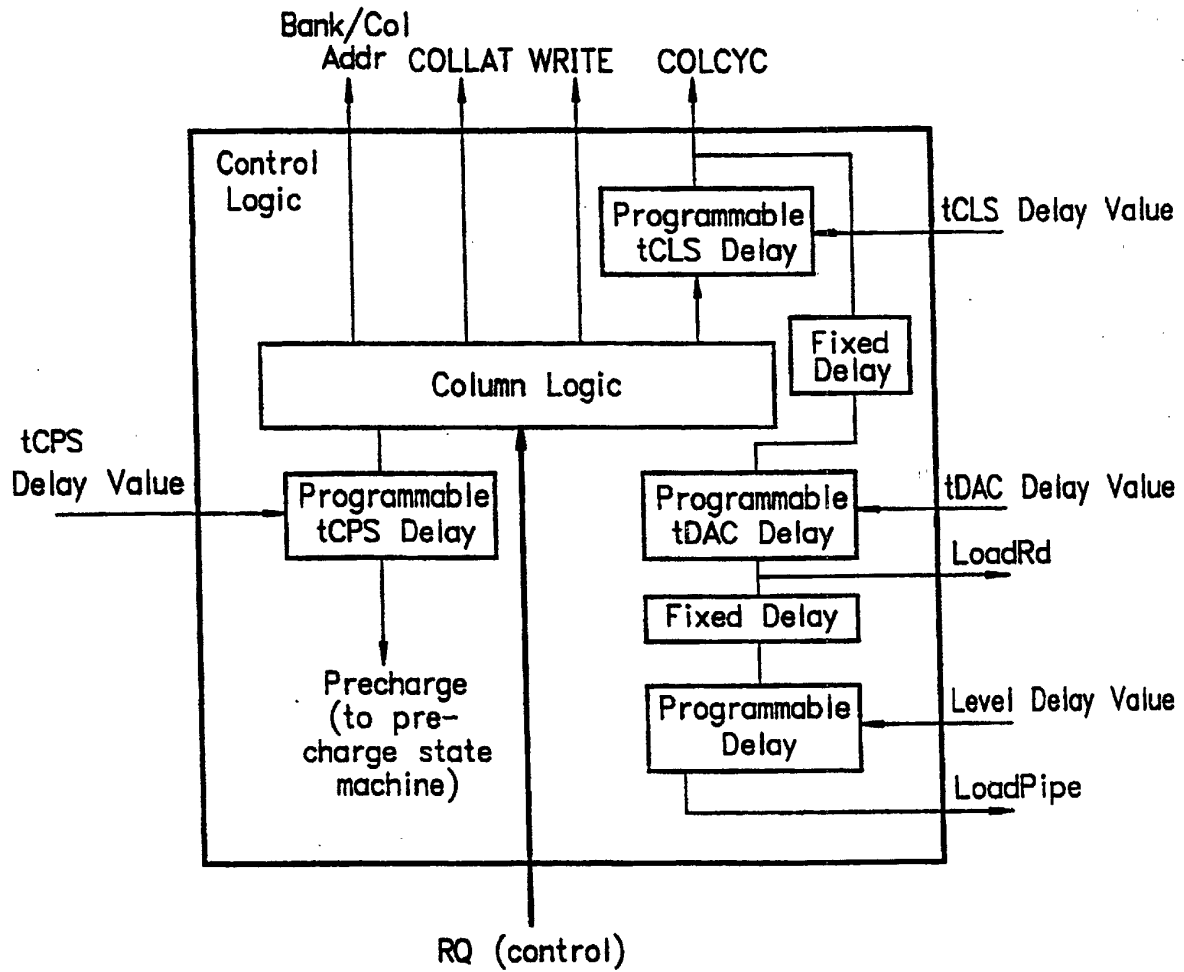 Bank/Col
Addr COLLAT WRITE COLCYC
Control
Logic
Programmable
tCLS Delay
tCLS Delay Value
Fixed
Delay
Column Logic
tCPS
Delay Value
Programmable
tCPS Delay
Programmable
tDAC Delay
tDAC Delay Value
LoadRd
Fixed Delay
Precharge
(to pre-
charge state
machine)
Programmable
Delay
Level Delay Value
LoadPipe
RQ (control)